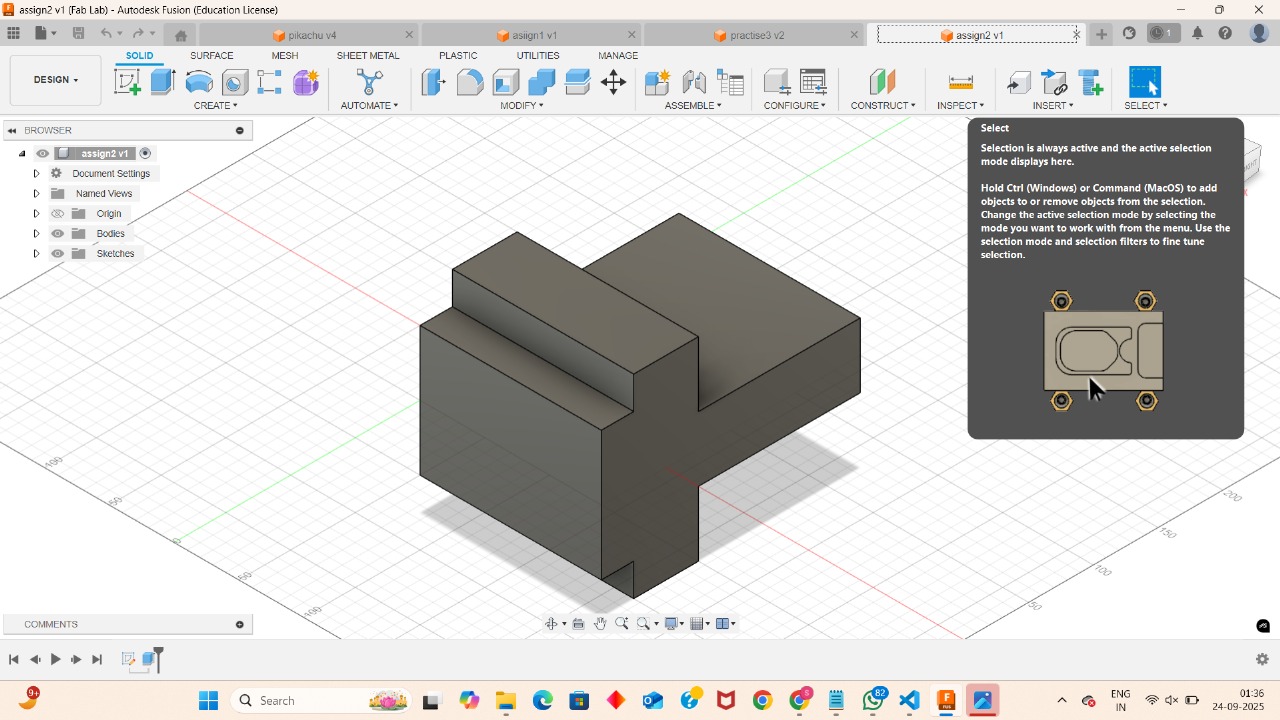 assign2 v1 (Fab Lab) - Autodesk Fusion (Education License)
pikachu v4
asiign1 v1
practise3 v2
assign2 v1
1
DESIGN
SOLID
SURFACE
MESH
SHEET METAL
PLASTIC
UTILITIES
MANAGE
CREATE
AUTOMATE
MODIFY
ASSEMBLE
CONFIGURE
CONSTRUCT
INSPECT
INSERT
SELECT
BROWSER
assign2 v1
Document Settings
Named Views
Origin
Bodies
Sketches
Select
Selection is always active and the active selection
mode displays here.
Hold Ctrl (Windows) or Command (MacOS) to add
objects to or remove objects from the selection.
Change the active selection mode by selecting the
mode you want to work with from the menu. Use the
selection mode and selection filters to fine tune
selection.
100
50
0
50
100
50
100
150
200
COMMENTS
9+
Search
82
ENG
IN
01:36
24-09-2025